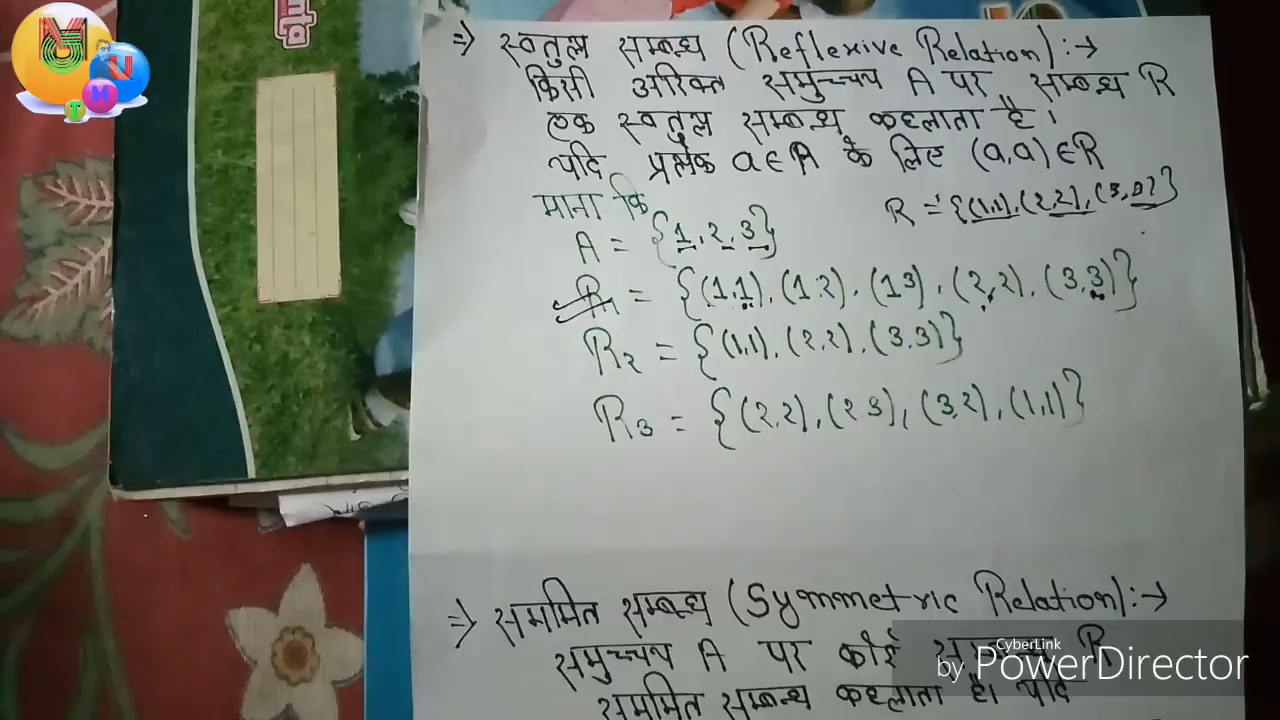 ⇒ स्वतुल्य सम्बन्ध (Reflexive Relation):→
किसी अरिक्त समुच्चय A पर सम्बन्ध R
एक स्वतुल्य सम्बन्ध कहलाता है।
यदि प्रत्येक a∈A के लिए (a,a)∈R
माना कि
R = {(1,1),(2,2),(3,3)}
A = {1,2,3}
= {(1,1),(1,2),(1 3),(2,2),(3,3)}
R2 = {(1,1),(2,2),(3,3)}
R3 = {(2,2),(2 3),(3,2),(1,1)}
⇒ सममित सम्बन्ध (Symmetric Relation):→
समुच्चय A पर कोई सम्बन्ध R
सममित सम्बन्ध कहलाता है। यदि
CyberLink
by PowerDirector